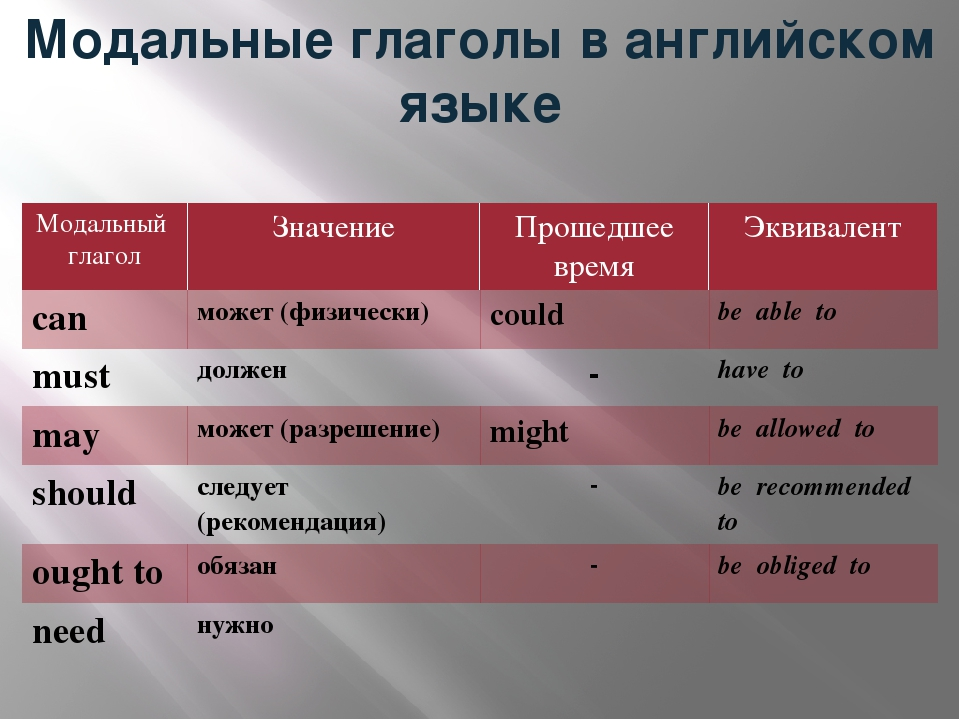 Модальные глаголы в английском
языке
Модальный глагол Значение Прошедшее время Эквивалент
can может (физически) could be able to
must должен - have to
may может (разрешение) might be allowed to
should следует (рекомендация) - be recommended to
ought to обязан - be obliged to
need нужно